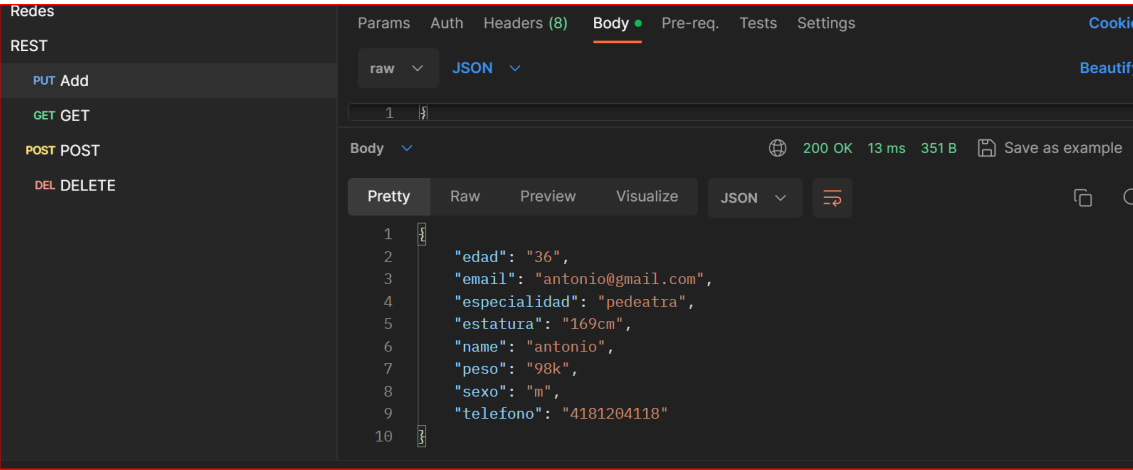 Redes
REST
PUT Add
GET GET
POST POST
DEL DELETE
Params Auth Headers (8) Body Pre-req. Tests Settings
raw JSON
1 {
Body 200 OK 13 ms 351 B Save as example
Pretty Raw Preview Visualize JSON
1 {
2 "edad": "36",
3 "email": "antonio@gmail.com",
4 "especialidad": "pedeatra",
5 "estatura": "169cm",
6 "name": "antonio",
7 "peso": "98k",
8 "sexo": "m",
9 "telefono": "4181204118"
10 }